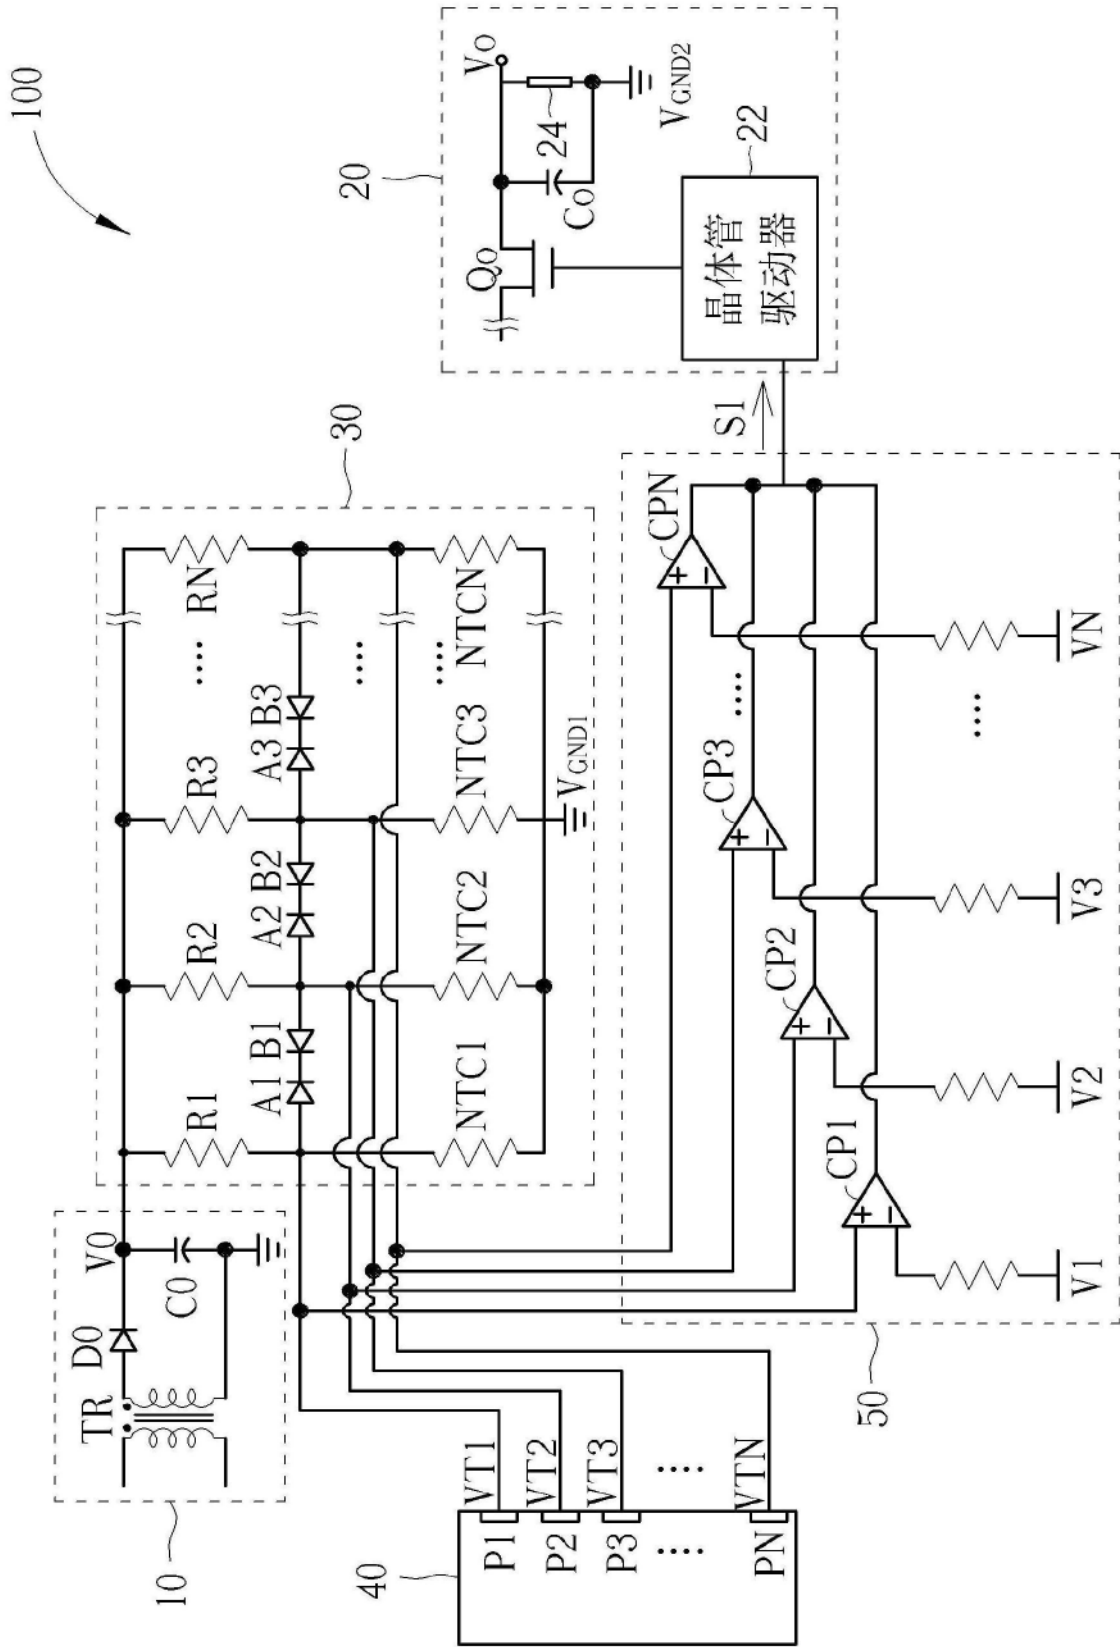 100
10
TR
D0
V0
C0
30
R1
R2
R3
....
RN
A1
B1
A2
B2
A3
B3
....
NTC1
NTC2
NTC3
....
NTCN
VGND1
20
Qo
Vo
Co
24
VGND2
晶体管
驱动器
22
S1
40
P1
VT1
P2
VT2
P3
VT3
....
....
PN
VTN
50
CP1
+
−
CP2
+
−
CP3
+
−
....
CPN
+
−
V1
V2
V3
....
VN